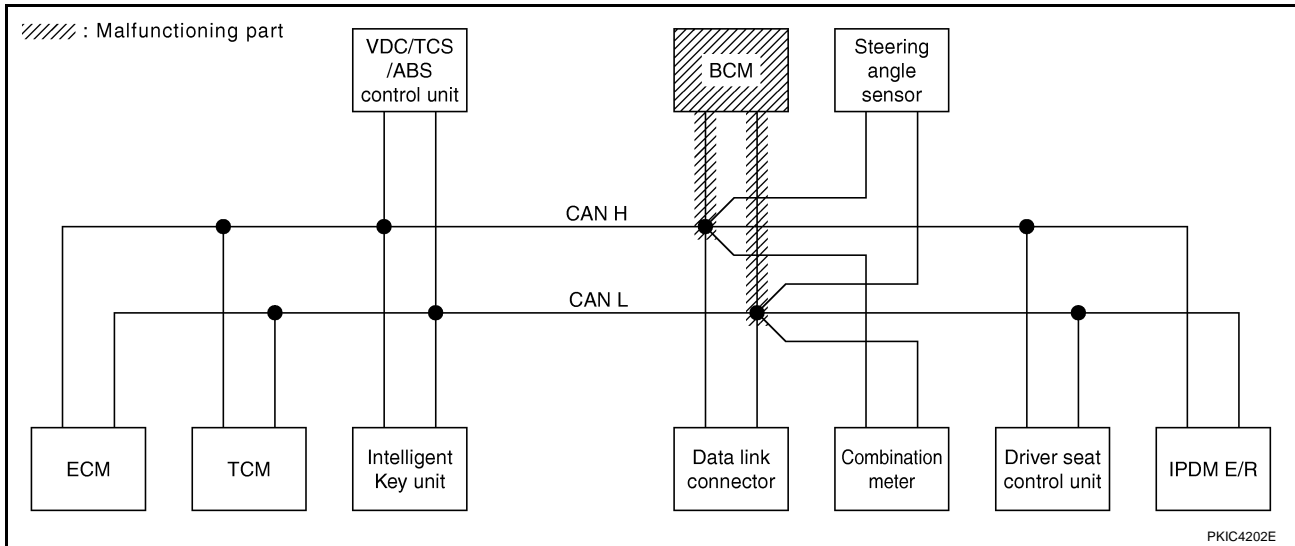 : Malfunctioning part
VDC/TCS
/ABS
control unit
BCM
Steering
angle
sensor
CAN H
CAN L
ECM
TCM
Intelligent
Key unit
Data link
connector
Combination
meter
Driver seat
control unit
IPDM E/R
PKIC4202E